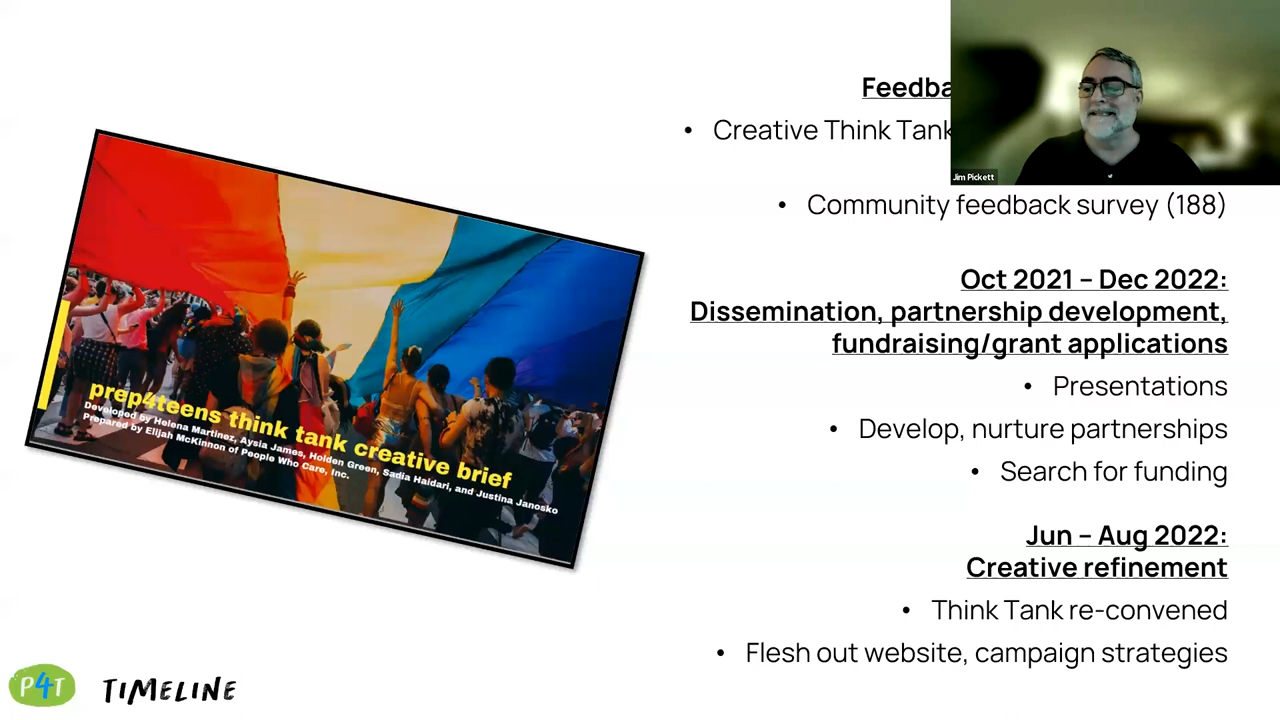 Feedba
• Creative Think Tank
Jim Pickett
• Community feedback survey (188)
Oct 2021 – Dec 2022:
Dissemination, partnership development,
fundraising/grant applications
• Presentations
• Develop, nurture partnerships
• Search for funding
Jun – Aug 2022:
Creative refinement
• Think Tank re-convened
• Flesh out website, campaign strategies
prep4teens think tank creative brief
Developed by Helena Martinez, Aysia James, Holden Green, Sadia Haidari, and Justina Janosko
Prepared by Elijah McKinnon of People Who Care, Inc.
P4T TIMELINE